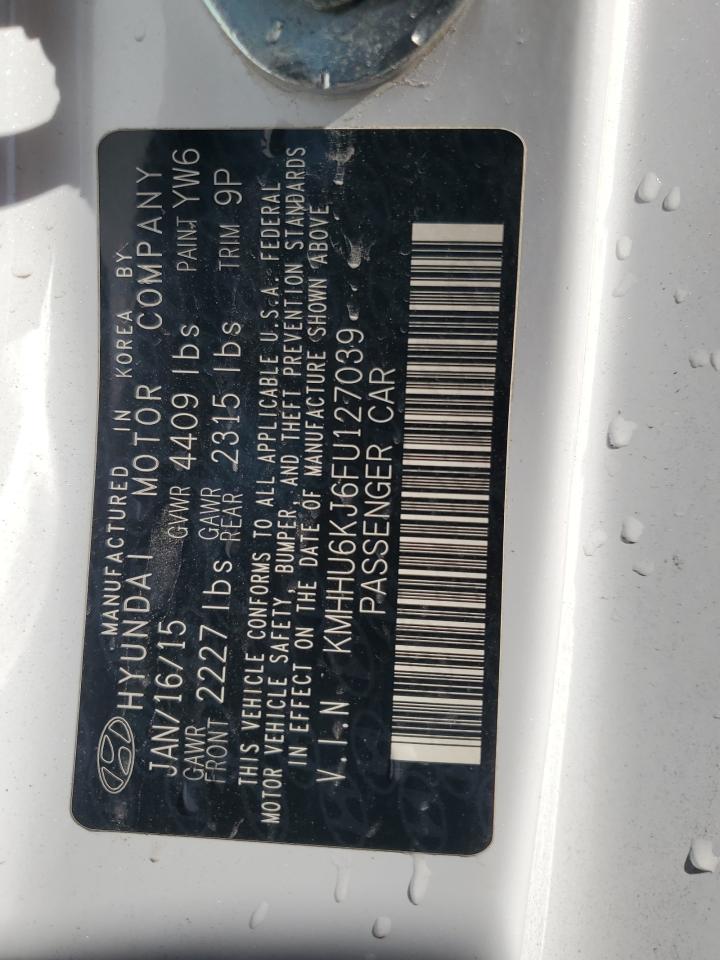 MANUFACTURED IN KOREA BY
HYUNDAI MOTOR COMPANY
JAN/16/15 GVWR 4409 lbs PAINT YW6
GAWR FRONT 2227 lbs GAWR REAR 2315 lbs TRIM 9P
THIS VEHICLE CONFORMS TO ALL APPLICABLE U.S.A. FEDERAL
MOTOR VEHICLE SAFETY, BUMPER, AND THEFT PREVENTION STANDARDS
IN EFFECT ON THE DATE OF MANUFACTURE SHOWN ABOVE.
V.I.N KMHHU6KJ6FU127039
PASSENGER CAR